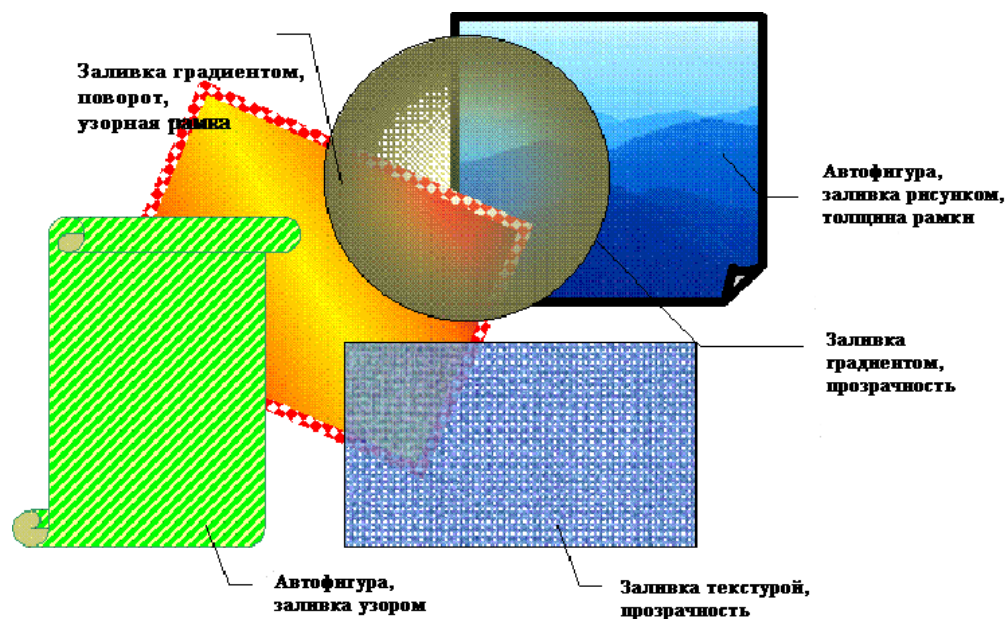 Заливка градиентом,
поворот,
узорная рамка
Автофигура,
заливка рисунком,
толщина рамки
Заливка
градиентом,
прозрачность
Автофигура,
заливка узором
Заливка текстурой,
прозрачность